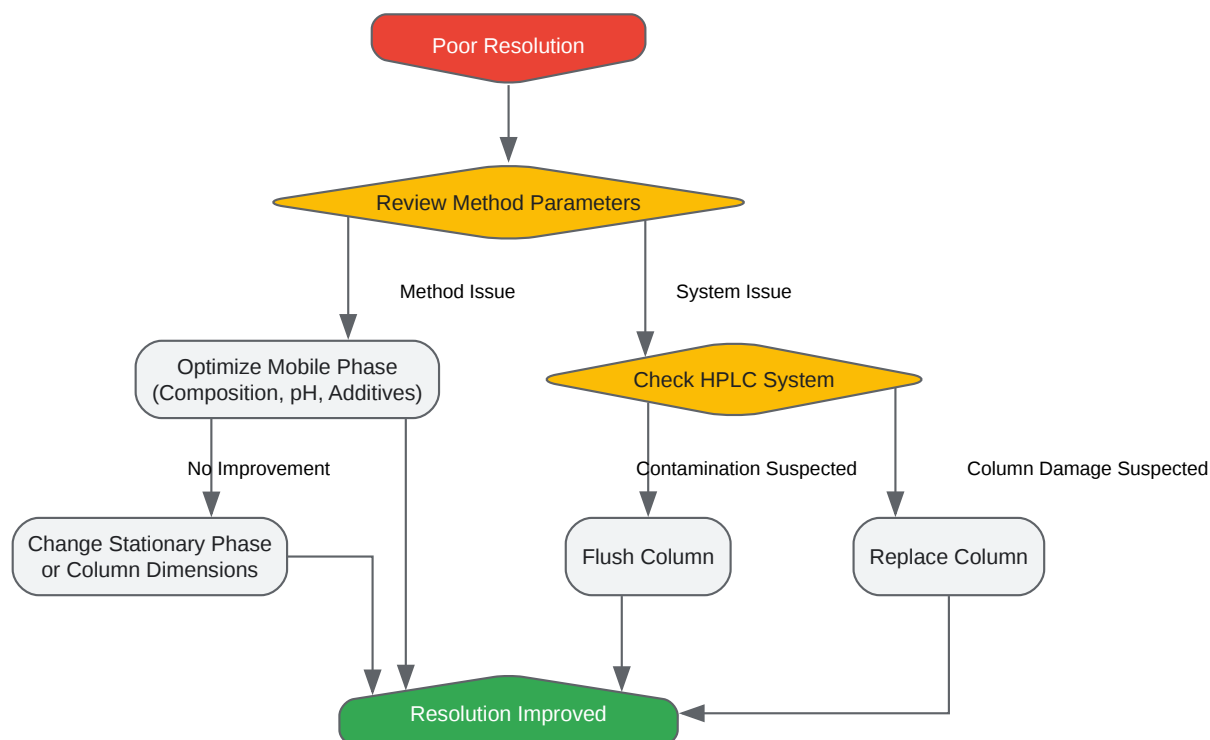 Poor Resolution
Review Method Parameters
Method Issue
System Issue
Optimize Mobile Phase
(Composition, pH, Additives)
Check HPLC System
No Improvement
Contamination Suspected
Column Damage Suspected
Change Stationary Phase
or Column Dimensions
Flush Column
Replace Column
Resolution Improved